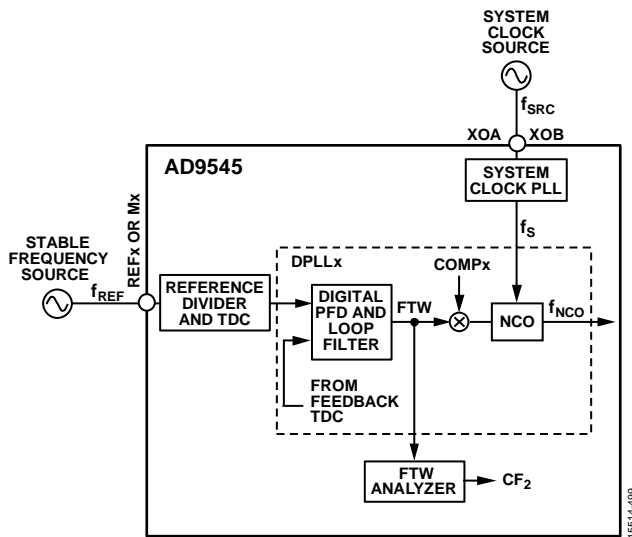 SYSTEM
CLOCK
SOURCE
fSRC
XOA XOB
AD9545
SYSTEM
CLOCK PLL
fS
REFx OR Mx
STABLE
FREQUENCY
SOURCE
fREF
REFERENCE
DIVIDER
AND TDC
DPLLx
DIGITAL
PFD AND
LOOP
FILTER
FTW
COMPx
NCO
fNCO
FROM
FEEDBACK
TDC
FTW
ANALYZER
CF2
15514-499